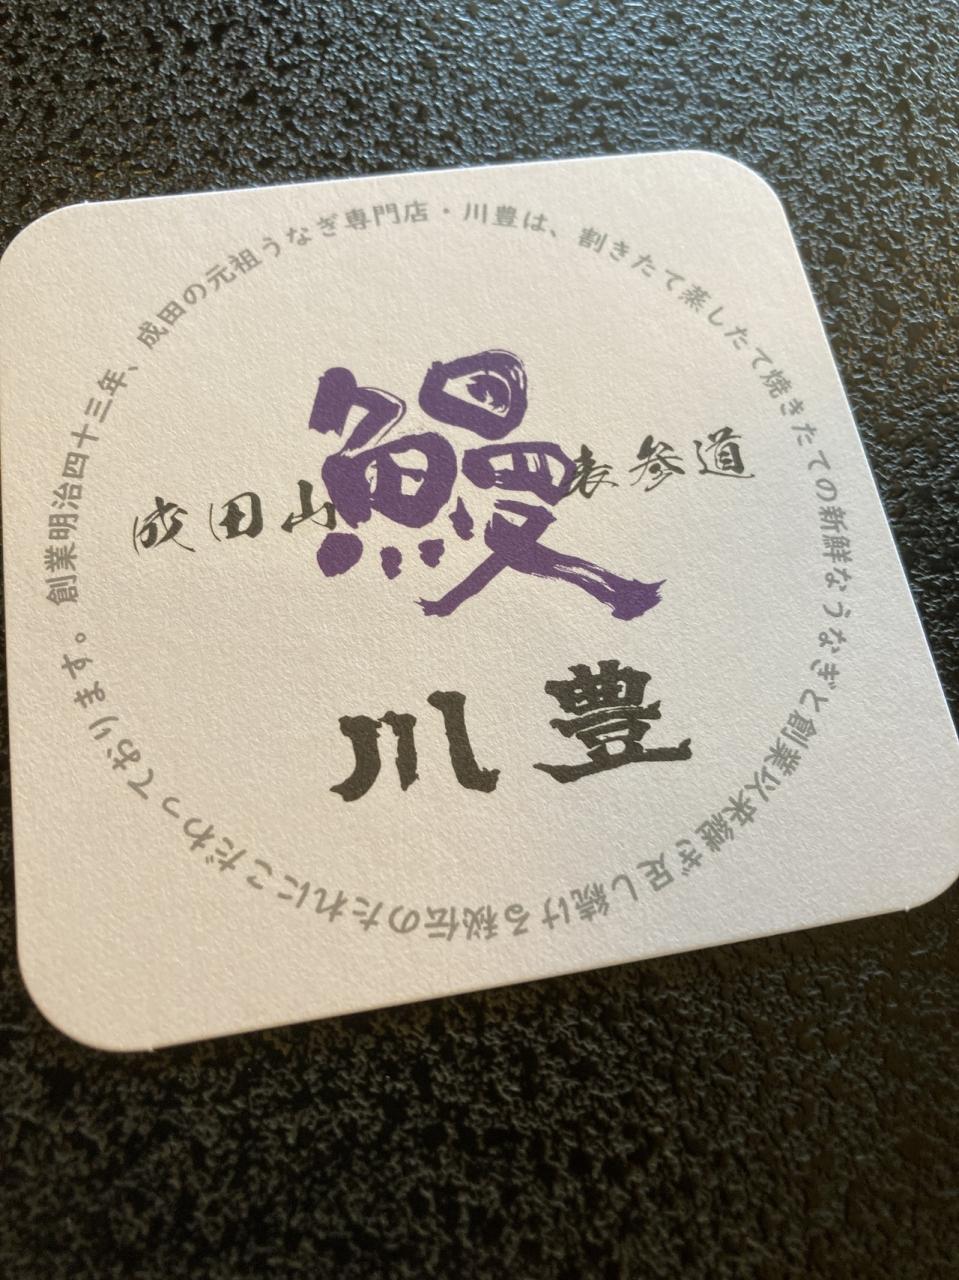 創業明治四十三年、成田の元祖うなぎ専門店・川豊は、割きたて蒸したて焼きたての新鮮なうなぎと創業以来継ぎ足し続ける秘伝のたれにこだわっております。
成田山 鰻 表参道
川豊